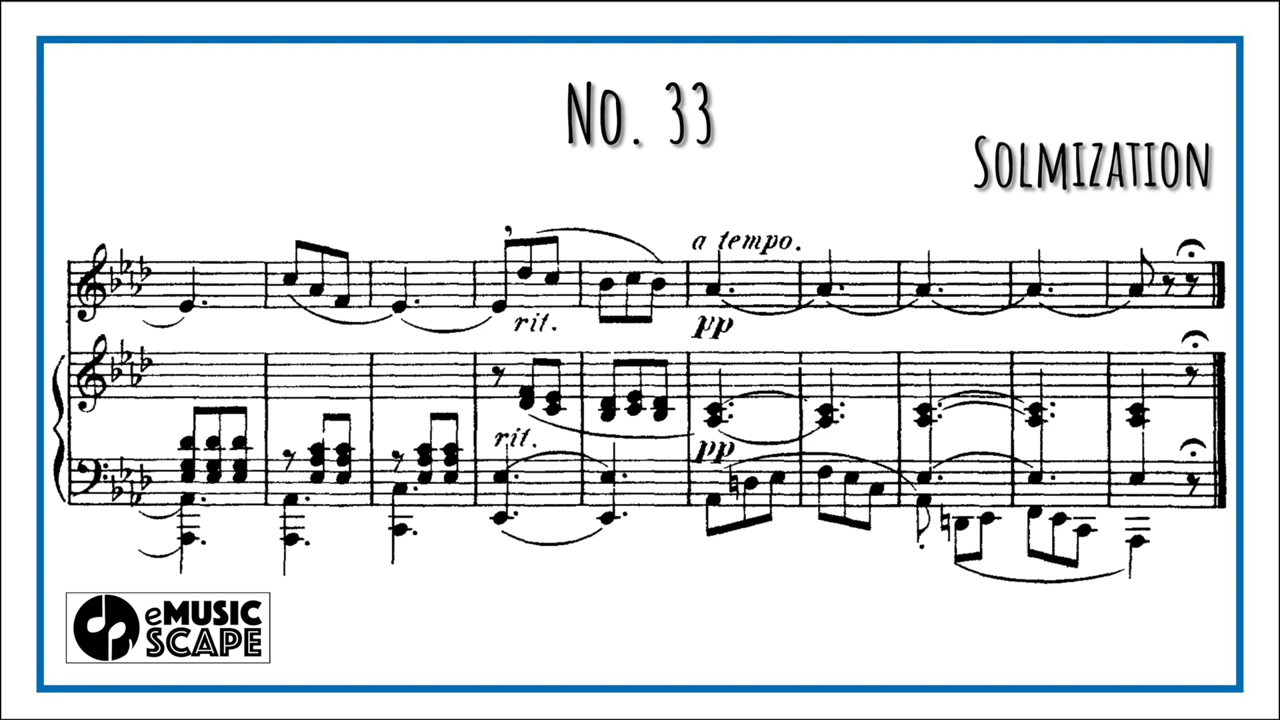 No. 33
Solmization
a tempo.
rit.
pp
rit.
pp
eMUSIC
SCAPE